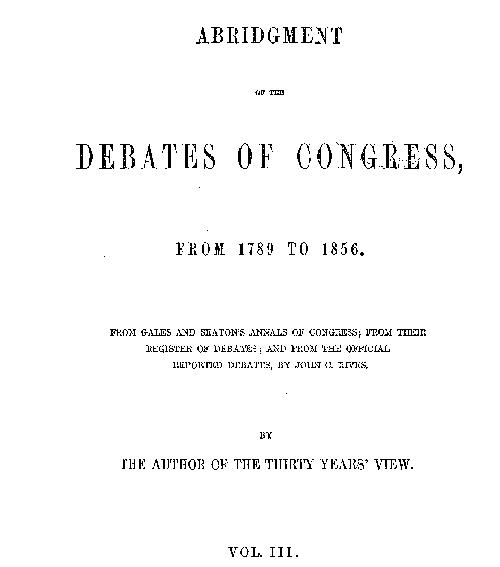 ABRIDGMENT
OF THE
DEBATES OF CONGRESS,
FROM 1789 TO 1856.
FROM GALES AND SEATON'S ANNALS OF CONGRESS; FROM THEIR
REGISTER OF DEBATES; AND FROM THE OFFICIAL
REPORTED DEBATES, BY JOHN C. RIVES.
BY
THE AUTHOR OF THE THIRTY YEARS' VIEW.
VOL. III.